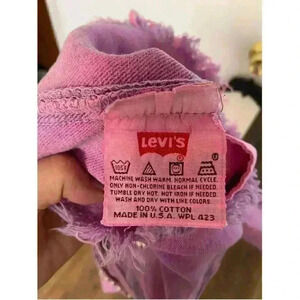 LEVI'S
MACHINE WASH WARM. NORMAL CYCLE.
ONLY NON-CHLORINE BLEACH IF NEEDED.
TUMBLE DRY HOT. HOT IRON IF NEEDED.
WASH AND DRY WITH LIKE COLORS.
100% COTTON
MADE IN U.S.A. WPL 423